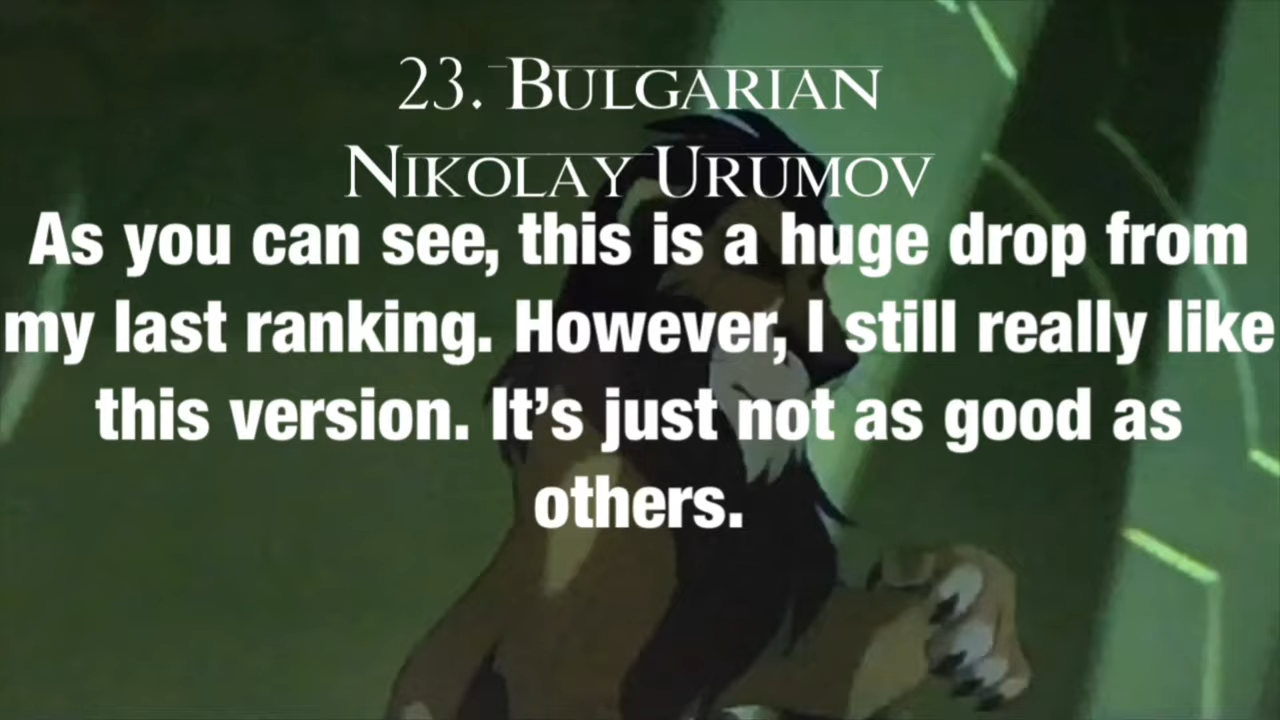 23. Bulgarian
Nikolay Urumov
As you can see, this is a huge drop from
my last ranking. However, I still really like
this version. It’s just not as good as
others.